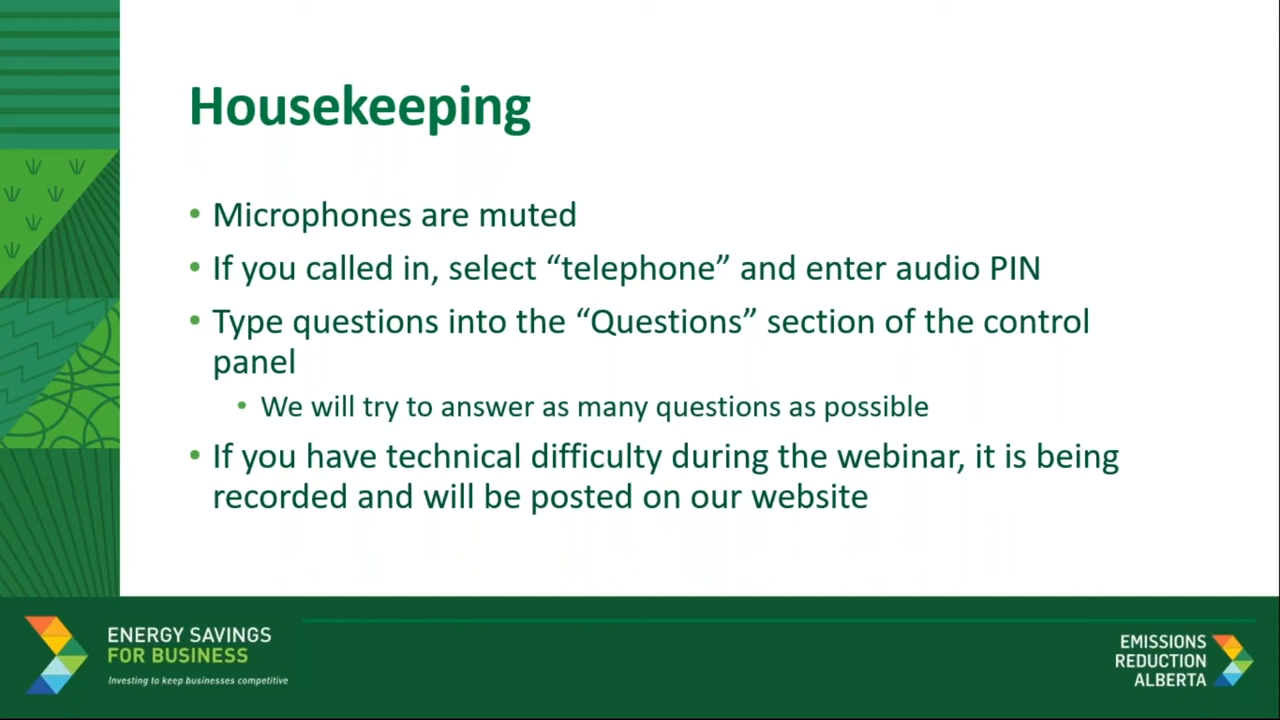 Housekeeping
• Microphones are muted
• If you called in, select “telephone” and enter audio PIN
• Type questions into the “Questions” section of the control
panel
• We will try to answer as many questions as possible
• If you have technical difficulty during the webinar, it is being
recorded and will be posted on our website
ENERGY SAVINGS
FOR BUSINESS
Investing to keep businesses competitive
EMISSIONS
REDUCTION
ALBERTA